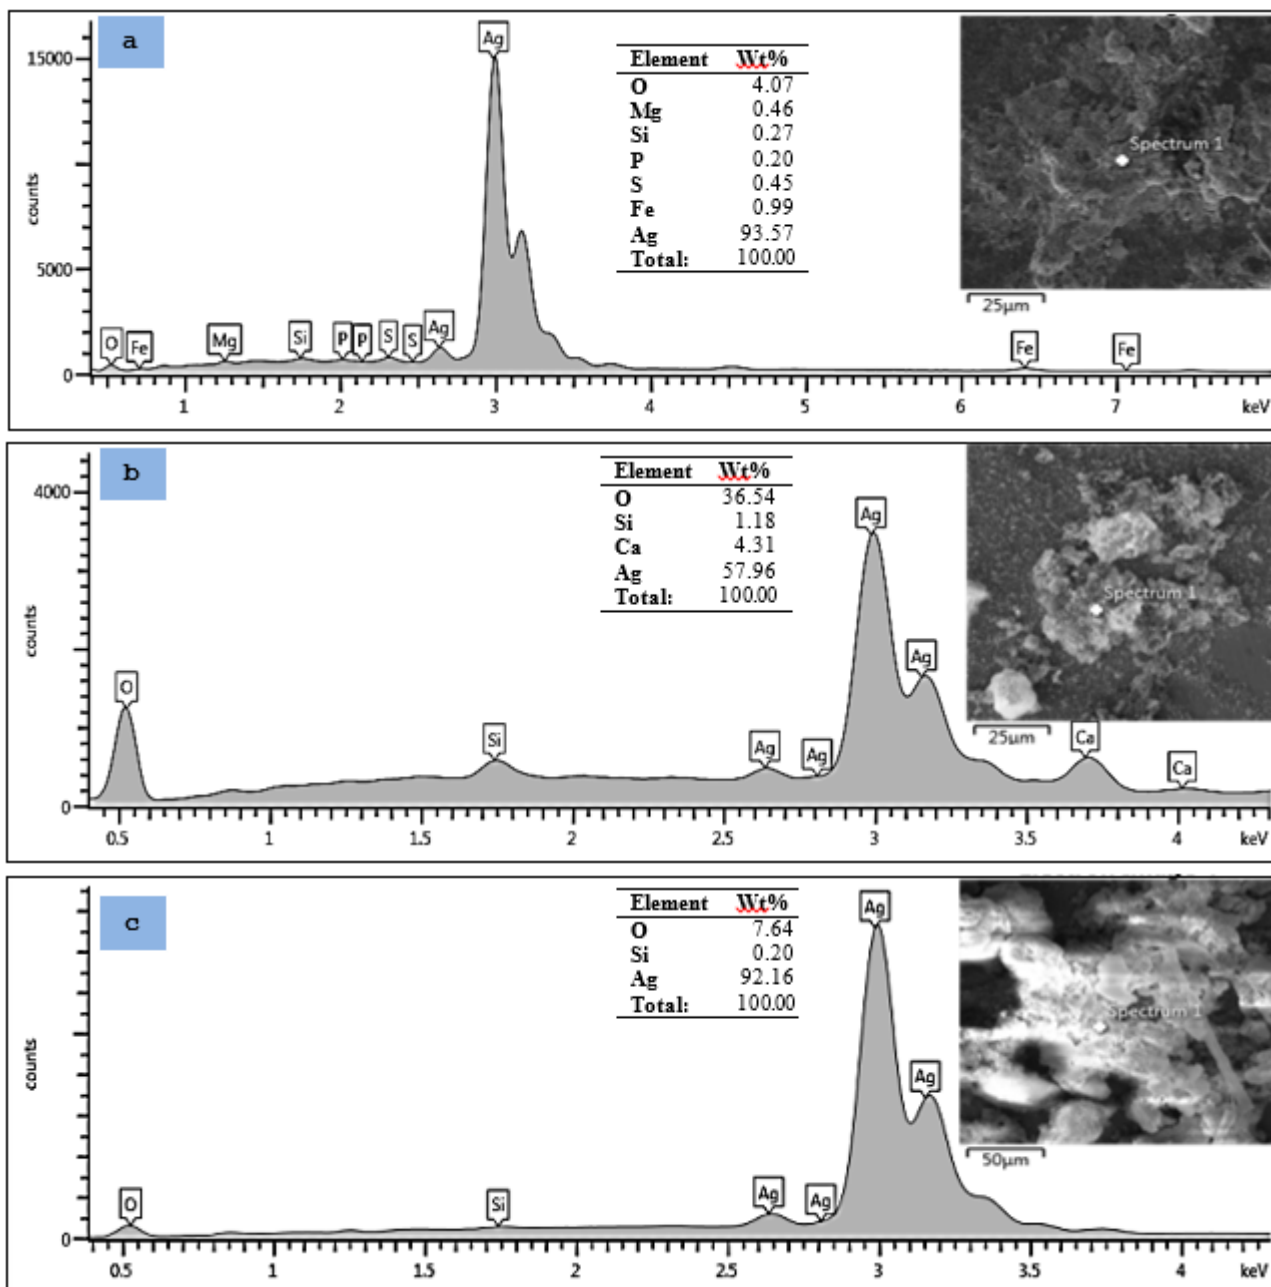 a
Ag
15000
counts
5000
0
O
Fe
Mg
Si
P
P
S
S
Ag
Fe
Fe
1
2
3
4
5
6
7
keV
Element Wt%
O 4.07
Mg 0.46
Si 0.27
P 0.20
S 0.45
Fe 0.99
Ag 93.57
Total: 100.00
Spectrum 1
25μm
b
4000
counts
0
O
Si
Ag
Ag
Ag
Ag
Ca
Ca
0.5
1
1.5
2
2.5
3
3.5
4
keV
Element Wt%
O 36.54
Si 1.18
Ca 4.31
Ag 57.96
Total: 100.00
Spectrum 1
25μm
c
counts
0
O
Si
Ag
Ag
Ag
Ag
0.5
1
1.5
2
2.5
3
3.5
4
keV
Element Wt%
O 7.64
Si 0.20
Ag 92.16
Total: 100.00
Spectrum 1
50μm